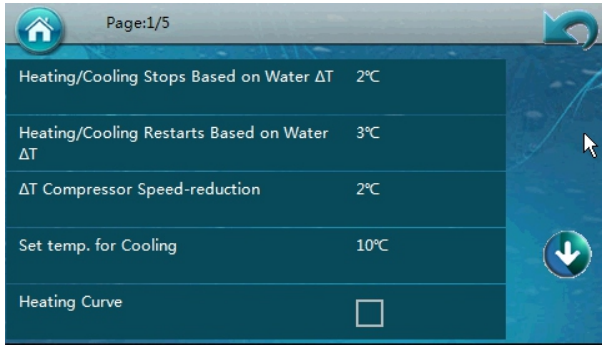 Page:1/5
Heating/Cooling Stops Based on Water ΔT 2℃
Heating/Cooling Restarts Based on Water 3℃
ΔT
ΔT Compressor Speed-reduction 2℃
Set temp. for Cooling 10℃
Heating Curve